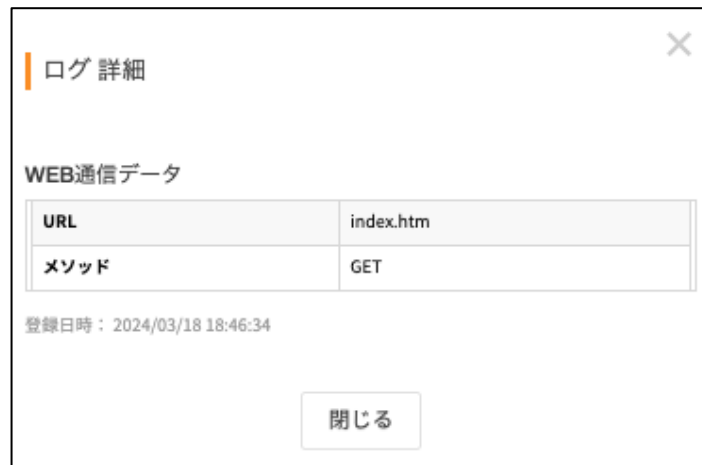 ログ 詳細
WEB通信データ
URL index.htm
メソッド GET
登録日時： 2024/03/18 18:46:34
閉じる